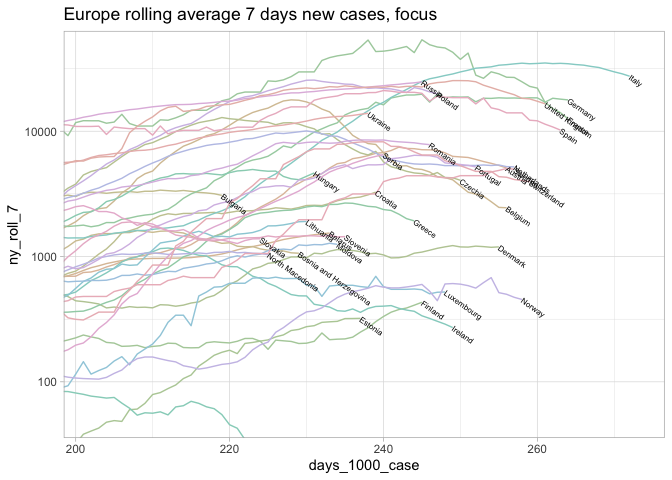 Europe rolling average 7 days new cases, focus
ny_roll_7
10000
1000
100
Italy
Germany
Russia
Poland
United Kingdom
Spain
Ukraine
Romania
Serbia
Portugal
Hungary
Czechia
Croatia
Belgium
Bulgaria
Greece
Lithuania
Moldova
Slovenia
Slovakia
Denmark
North Macedonia
Bosnia and Herzegovina
Luxembourg
Norway
Finland
Estonia
Ireland
200
220
240
260
days_1000_case